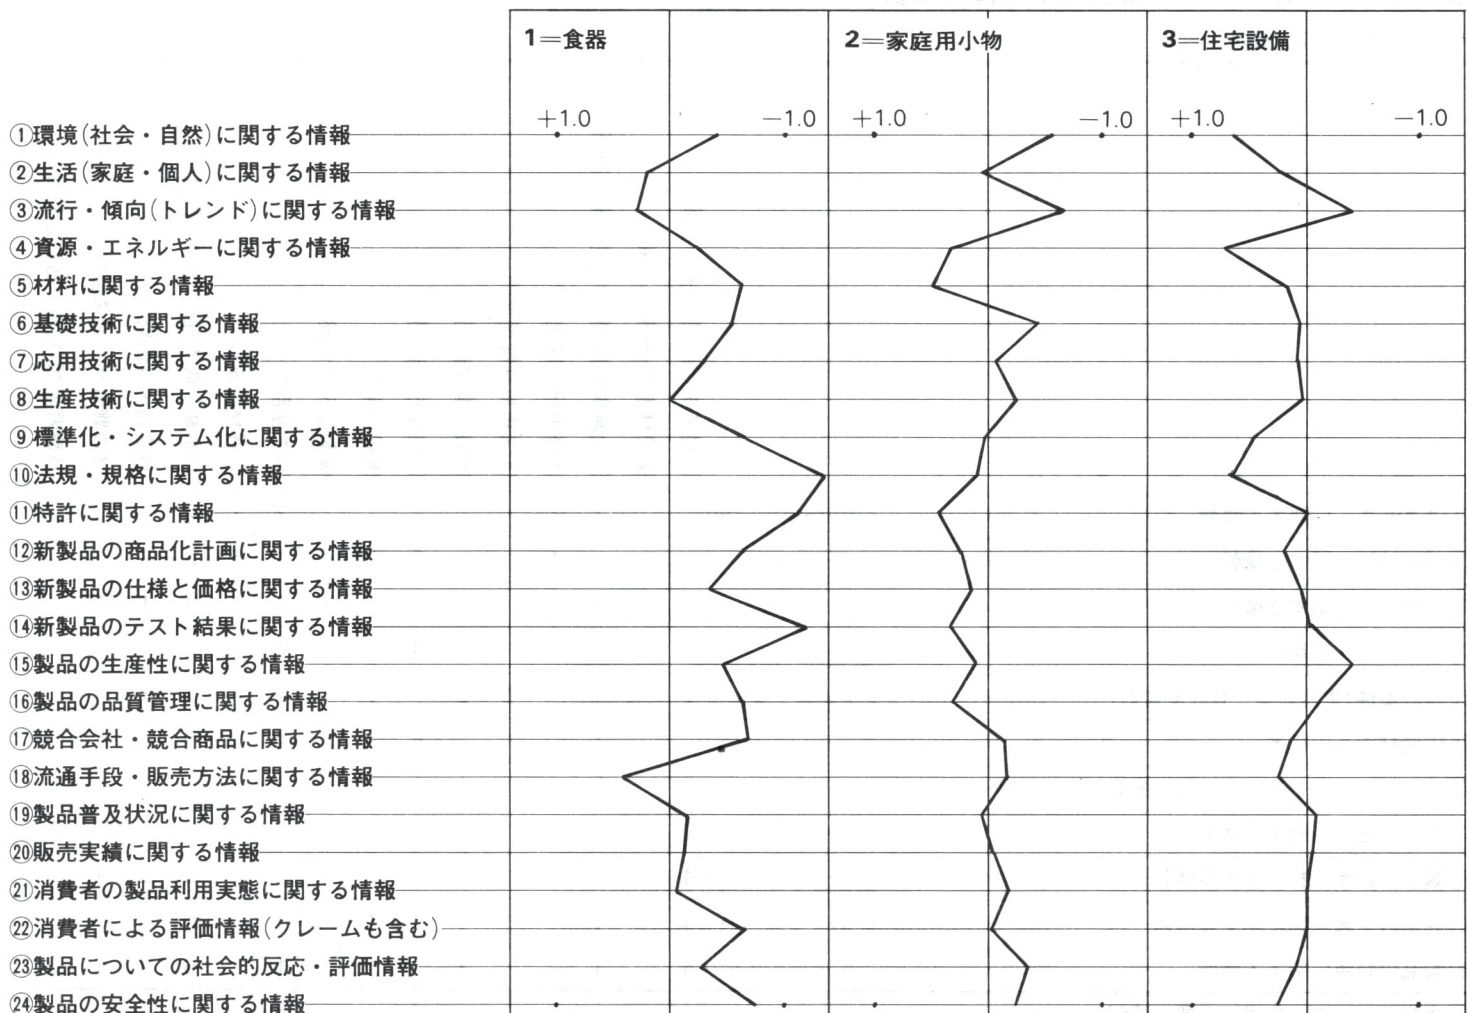 1＝食器
2＝家庭用小物
3＝住宅設備
+1.0 −1.0 +1.0 −1.0 +1.0 −1.0
①環境(社会・自然)に関する情報
②生活(家庭・個人)に関する情報
③流行・傾向(トレンド)に関する情報
④資源・エネルギーに関する情報
⑤材料に関する情報
⑥基礎技術に関する情報
⑦応用技術に関する情報
⑧生産技術に関する情報
⑨標準化・システム化に関する情報
⑩法規・規格に関する情報
⑪特許に関する情報
⑫新製品の商品化計画に関する情報
⑬新製品の仕様と価格に関する情報
⑭新製品のテスト結果に関する情報
⑮製品の生産性に関する情報
⑯製品の品質管理に関する情報
⑰競合会社・競合商品に関する情報
⑱流通手段・販売方法に関する情報
⑲製品普及状況に関する情報
⑳販売実績に関する情報
㉑消費者の製品利用実態に関する情報
㉒消費者による評価情報(クレームも含む)
㉓製品についての社会的反応・評価情報
㉔製品の安全性に関する情報